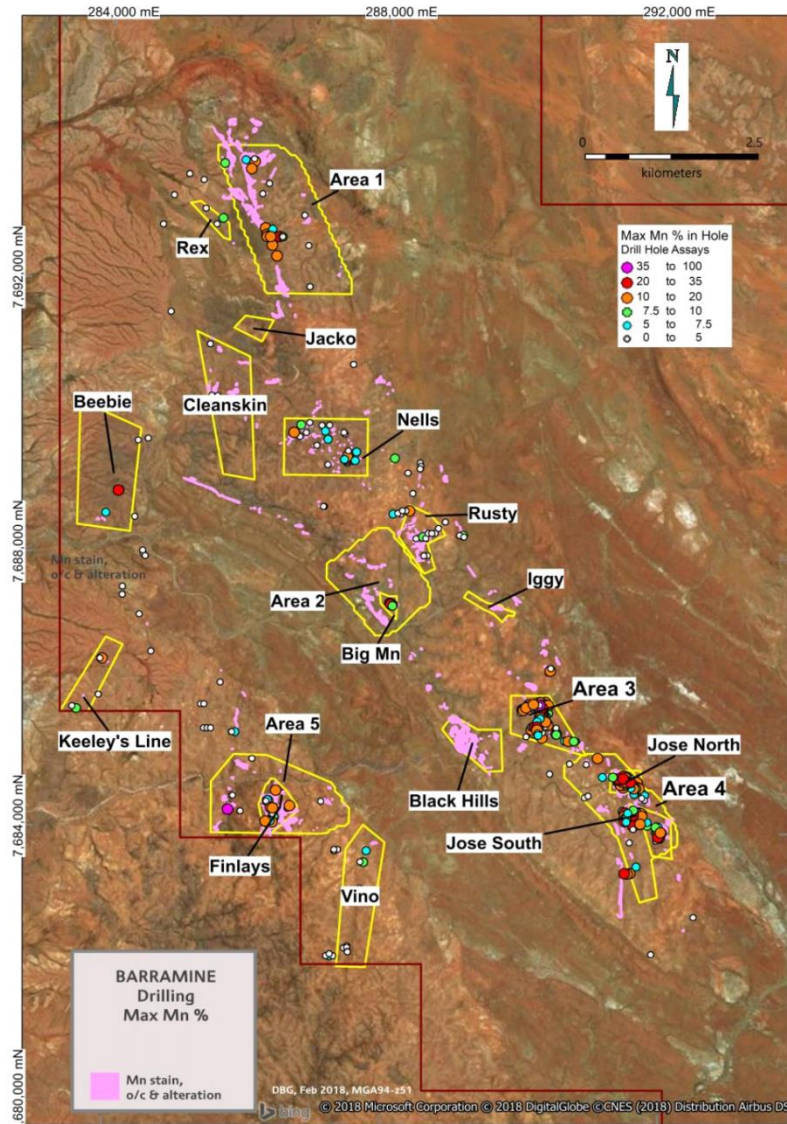 284,000 mE
288,000 mE
292,000 mE
N
0
2.5
kilometers
Area 1
Rex
7,692,000 mN
Max Mn % in Hole
Drill Hole Assays
35 to 100
20 to 35
10 to 20
7.5 to 10
5 to 7.5
0 to 5
Jacko
Beebie
Cleanskin
Nells
Rusty
7,688,000 mN
Mn stain,
o/c & alteration
Area 2
Iggy
Big Mn
Keeley's Line
Area 3
Area 5
Jose North
Black Hills
Area 4
7,684,000 mN
Jose South
Finlays
Vino
BARRAMINE
Drilling
Max Mn %
Mn stain,
o/c & alteration
7,680,000 mN
DBG, Feb 2018, MGA94-z51
bing
© 2018 Microsoft Corporation © 2018 DigitalGlobe ©CNES (2018) Distribution Airbus DS